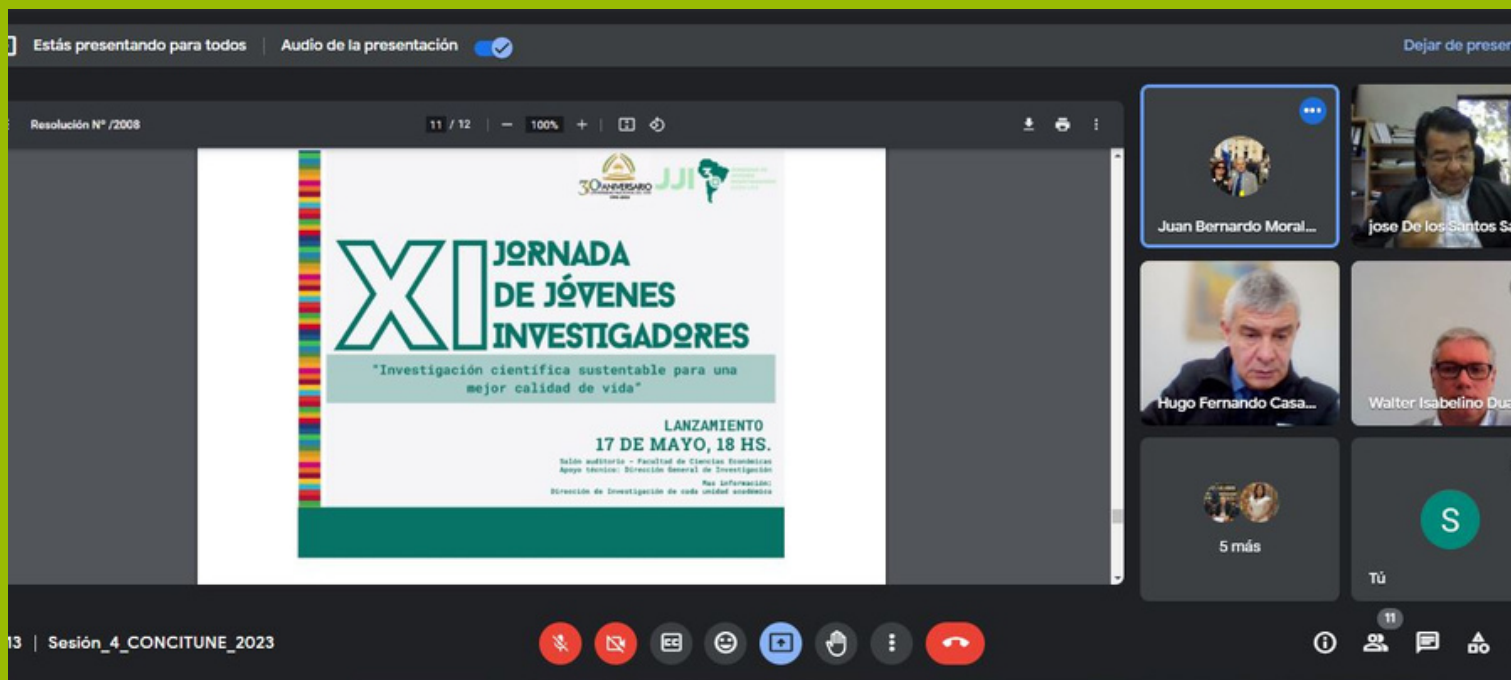 Estás presentando para todos
Audio de la presentación
Dejar de presen
Resolución N° /2008
11 / 12
100%
30 ANIVERSARIO
JJI
XI
JORNADA
DE JÓVENES
INVESTIGADORES
"Investigación científica sustentable para una
mejor calidad de vida"
LANZAMIENTO
17 DE MAYO, 18 HS.
Salón auditorio - Facultad de Ciencias Económicas
Apoyo técnico: Dirección General de Investigación
Mas información:
Dirección de Investigación de cada unidad académica
Juan Bernardo Moral...
jose De los Santos Sa
Hugo Fernando Casa...
Walter Isabelino Dua
5 más
S
Tú
13 | Sesión_4_CONCITUNE_2023
CC
11